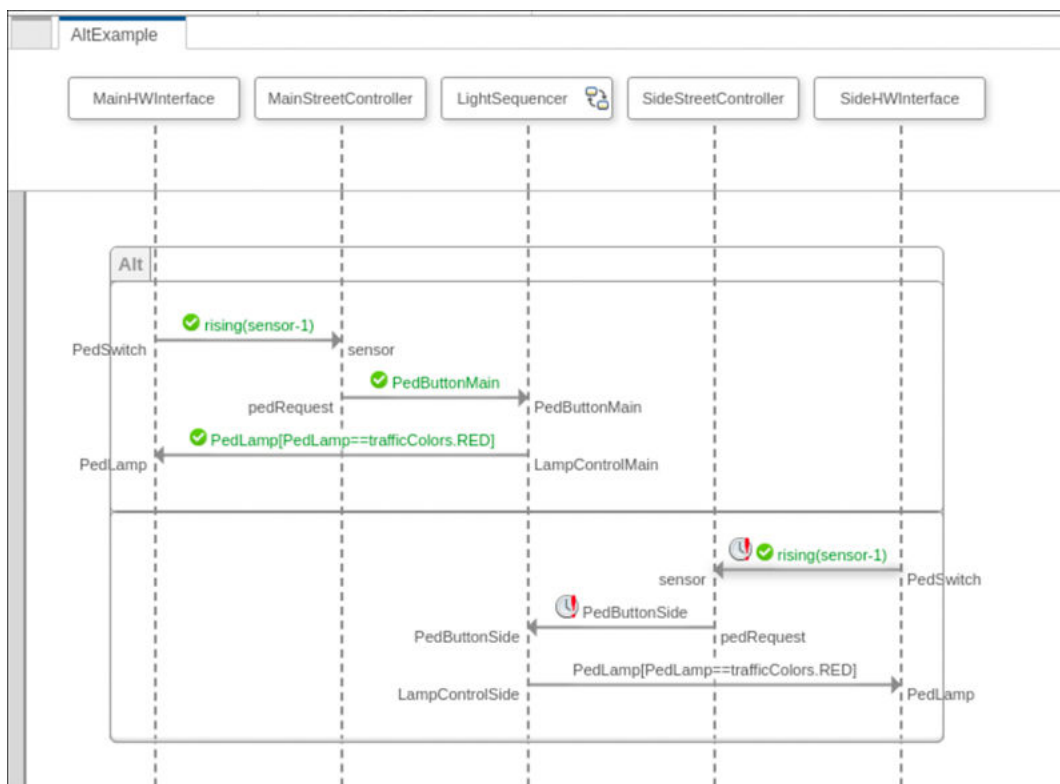 AltExample
MainHWInterface
MainStreetController
LightSequencer
SideStreetController
SideHWInterface
Alt
rising(sensor-1)
PedSwitch
sensor
PedButtonMain
pedRequest
PedButtonMain
PedLamp[PedLamp==trafficColors.RED]
PedLamp
LampControlMain
rising(sensor-1)
sensor
PedSwitch
PedButtonSide
PedButtonSide
pedRequest
PedLamp[PedLamp==trafficColors.RED]
LampControlSide
PedLamp